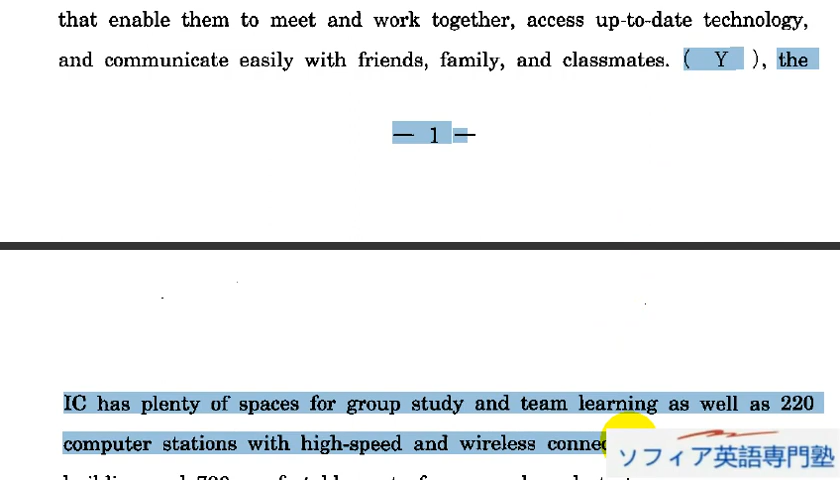 that enable them to meet and work together, access up-to-date technology,
and communicate easily with friends, family, and classmates. ( Y ), the
— 1 —
IC has plenty of spaces for group study and team learning as well as 220
computer stations with high-speed and wireless
ソフィア英語専門塾